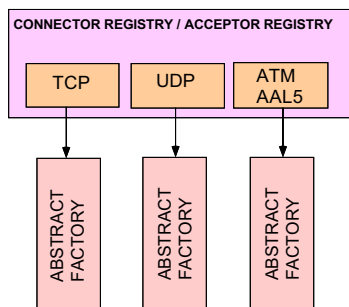 CONNECTOR REGISTRY / ACCEPTOR REGISTRY
TCP
UDP
ATM
AAL5
ABSTRACT
FACTORY
ABSTRACT
FACTORY
ABSTRACT
FACTORY